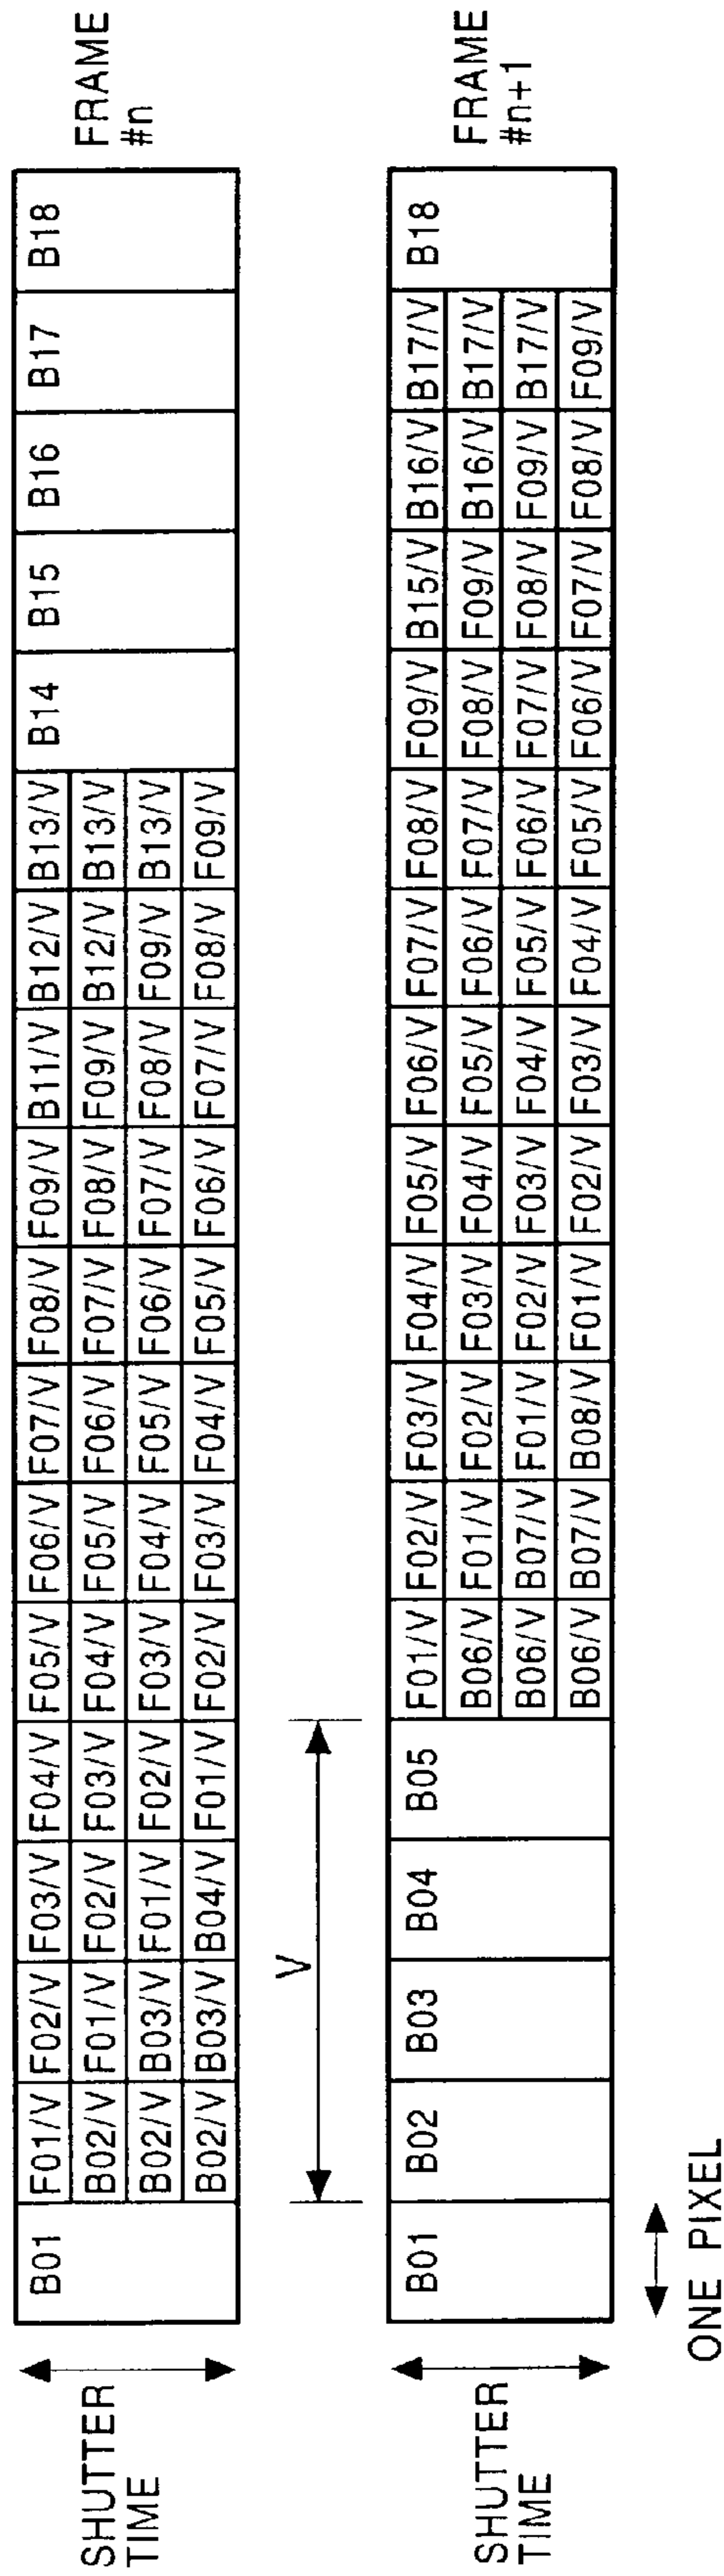 SHUTTER
TIME
B01 F01/V F02/V F03/V F04/V F05/V F06/V F07/V F08/V F09/V B11/V B12/V B13/V B14 B15 B16 B17 B18
B02/V F01/V F02/V F03/V F04/V F05/V F06/V F07/V F08/V F09/V B12/V B13/V
B02/V B03/V F01/V F02/V F03/V F04/V F05/V F06/V F07/V F08/V F09/V B13/V
B02/V B03/V B04/V F01/V F02/V F03/V F04/V F05/V F06/V F07/V F08/V F09/V
FRAME
#n
V
SHUTTER
TIME
B01 B02 B03 B04 B05 F01/V F02/V F03/V F04/V F05/V F06/V F07/V F08/V F09/V B15/V B16/V B17/V B18
B06/V F01/V F02/V F03/V F04/V F05/V F06/V F07/V F08/V F09/V B16/V B17/V
B06/V B07/V F01/V F02/V F03/V F04/V F05/V F06/V F07/V F08/V F09/V B17/V
B06/V B07/V B08/V F01/V F02/V F03/V F04/V F05/V F06/V F07/V F08/V F09/V
FRAME
#n+1
ONE PIXEL